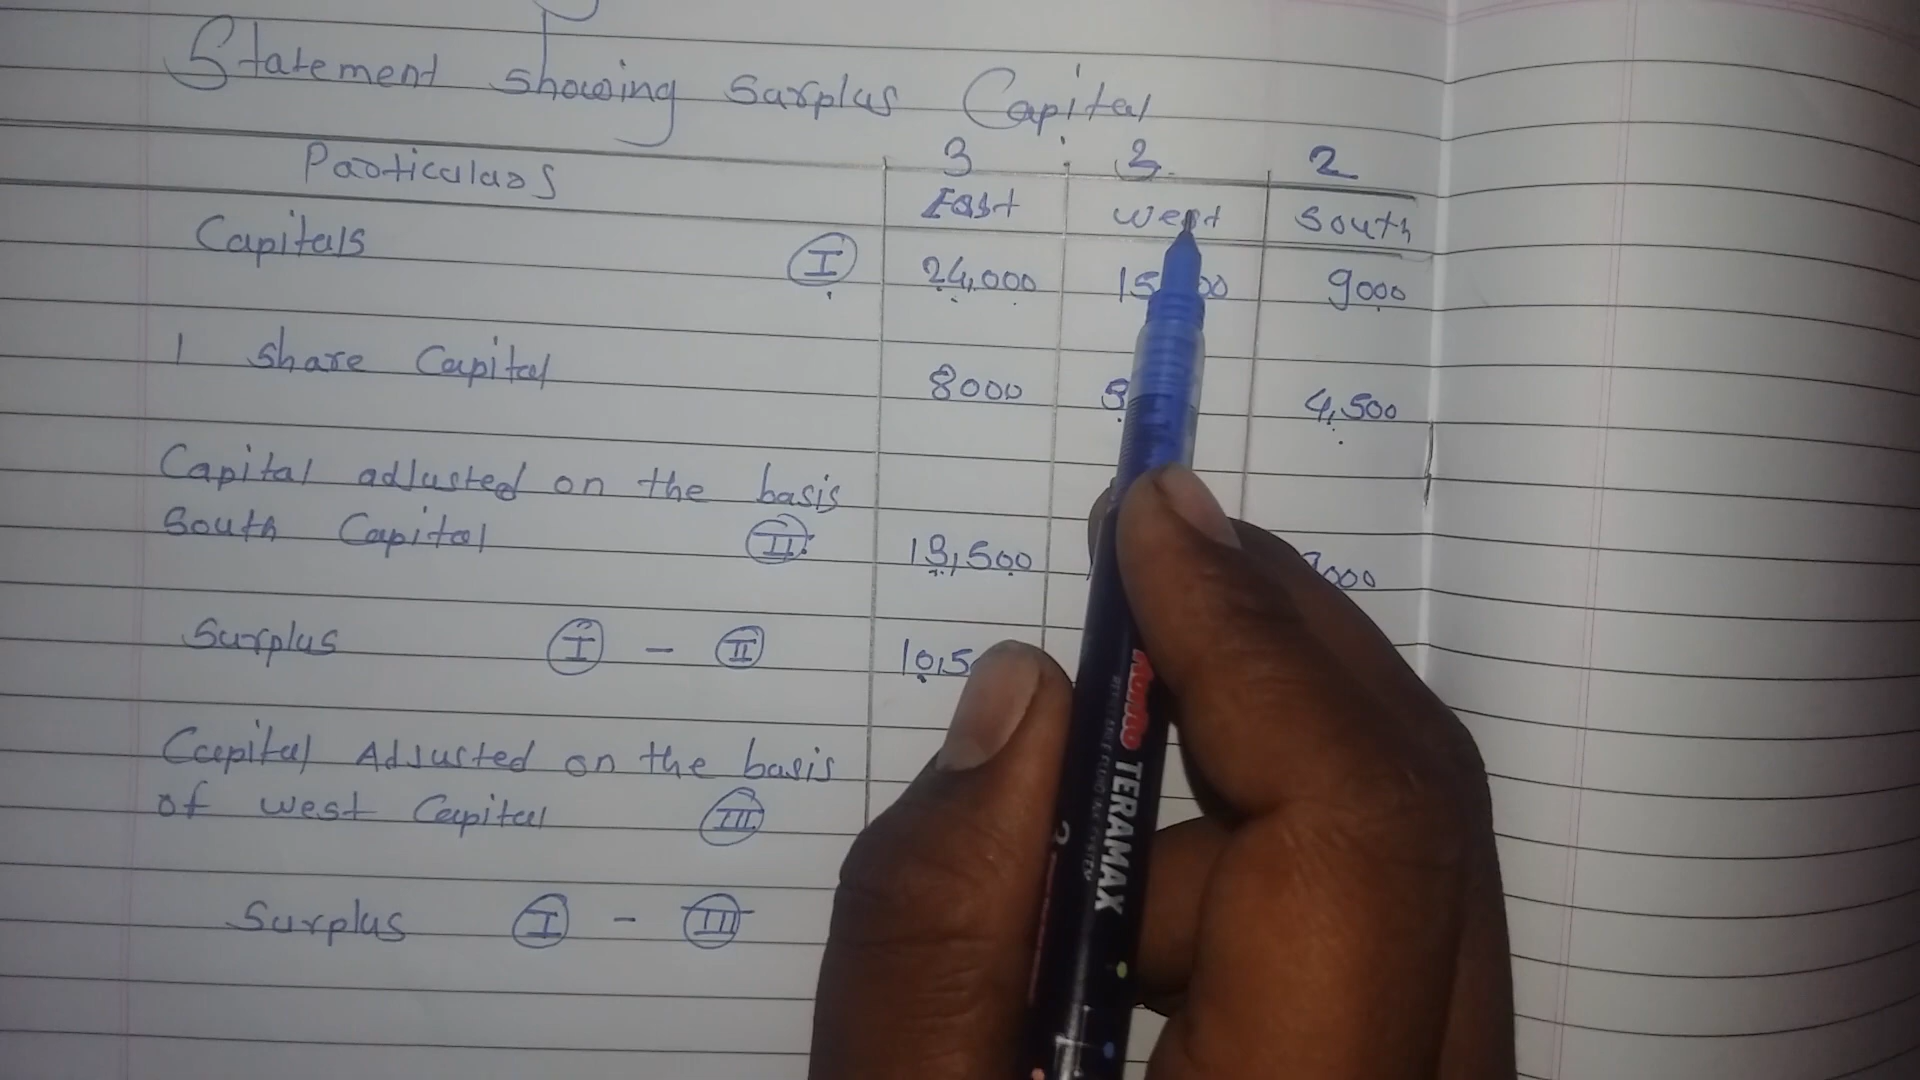 Statement showing Surplus Capital
3 : 3 2
Particulars East West South
Capitals I 24,000 9000
1 Share Capital 8000 4,500
Capital adjusted on the basis
South Capital II 13,500
Surplus I - II
Capital Adjusted on the basis
of west Capital III
Surplus I - III
TERAMAX